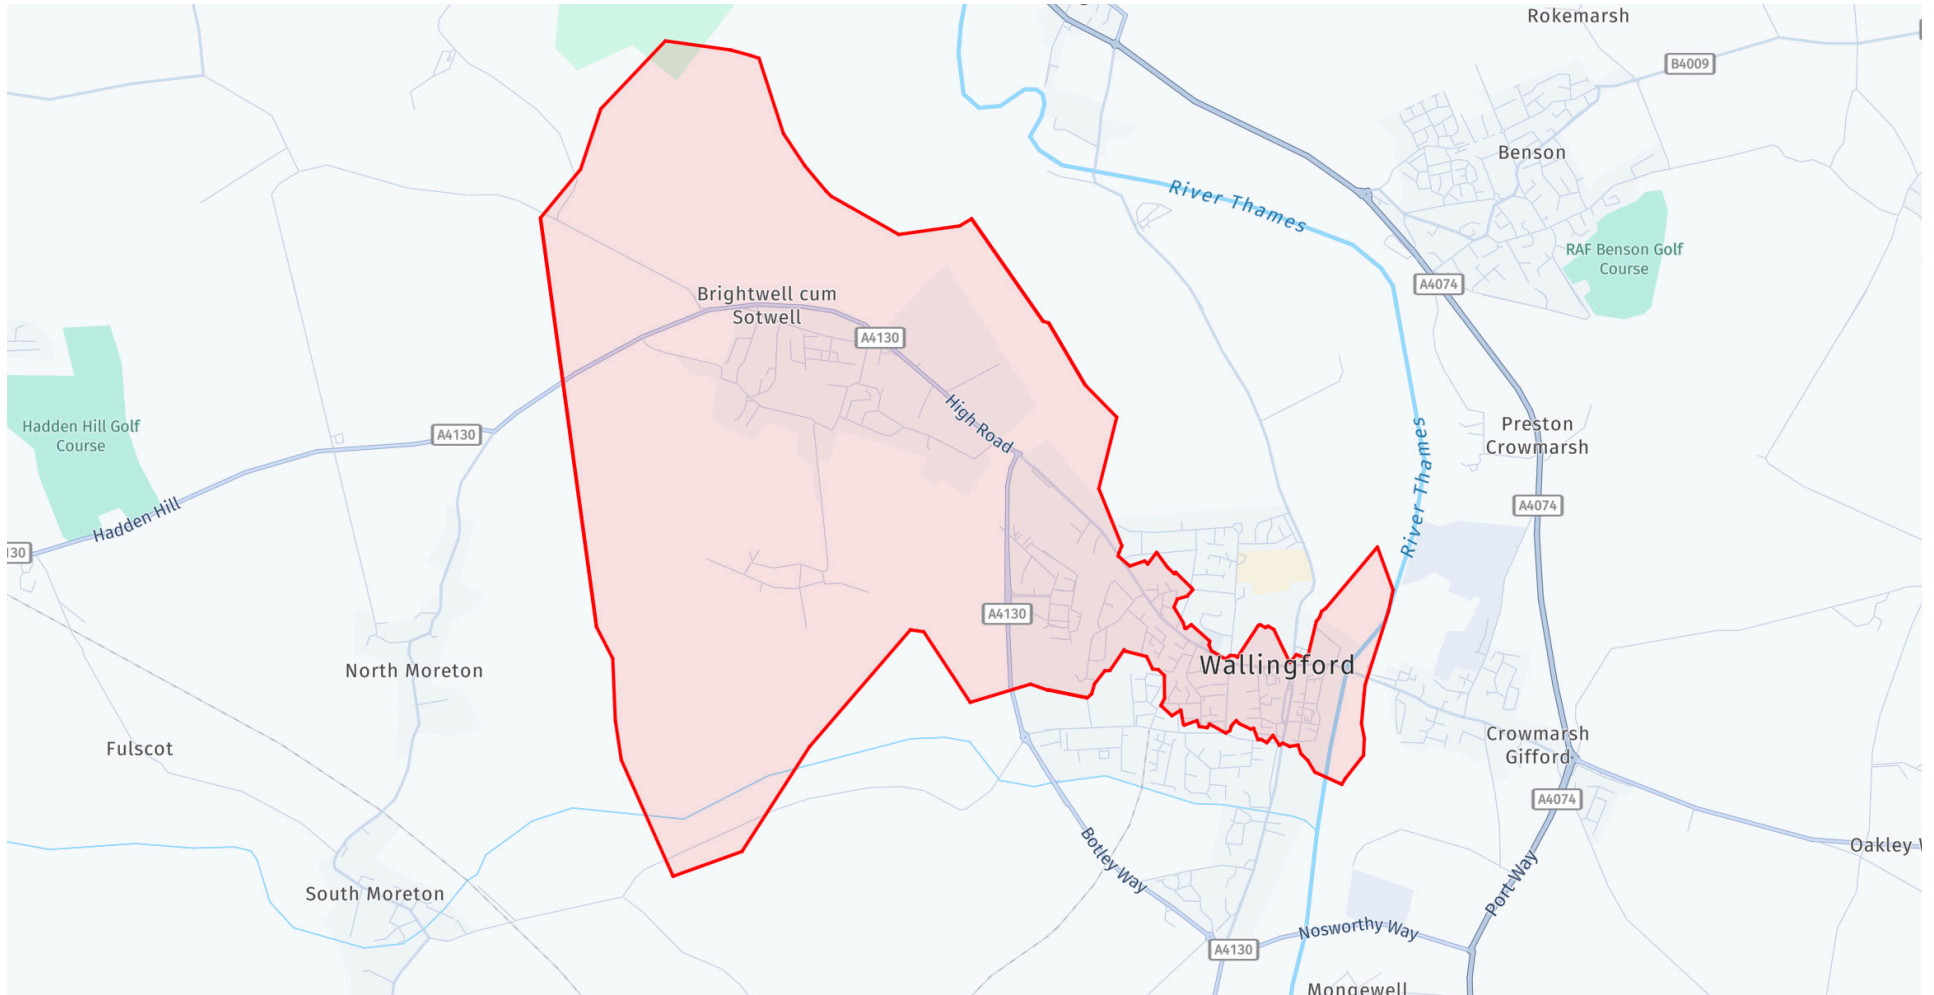 Rokemarsh
B4009
Benson
River Thames
RAF Benson Golf
Course
A4074
Brightwell cum
Sotwell
A4130
High Road
Hadden Hill Golf
Course
A4130
Preston
Crowmarsh
River Thames
A4074
Hadden Hill
130
A4130
North Moreton
Wallingford
Fulscot
Crowmarsh
Gifford
A4074
Oakley
Botley Way
Port Way
South Moreton
Nosworthy Way
A4130
Mongewell